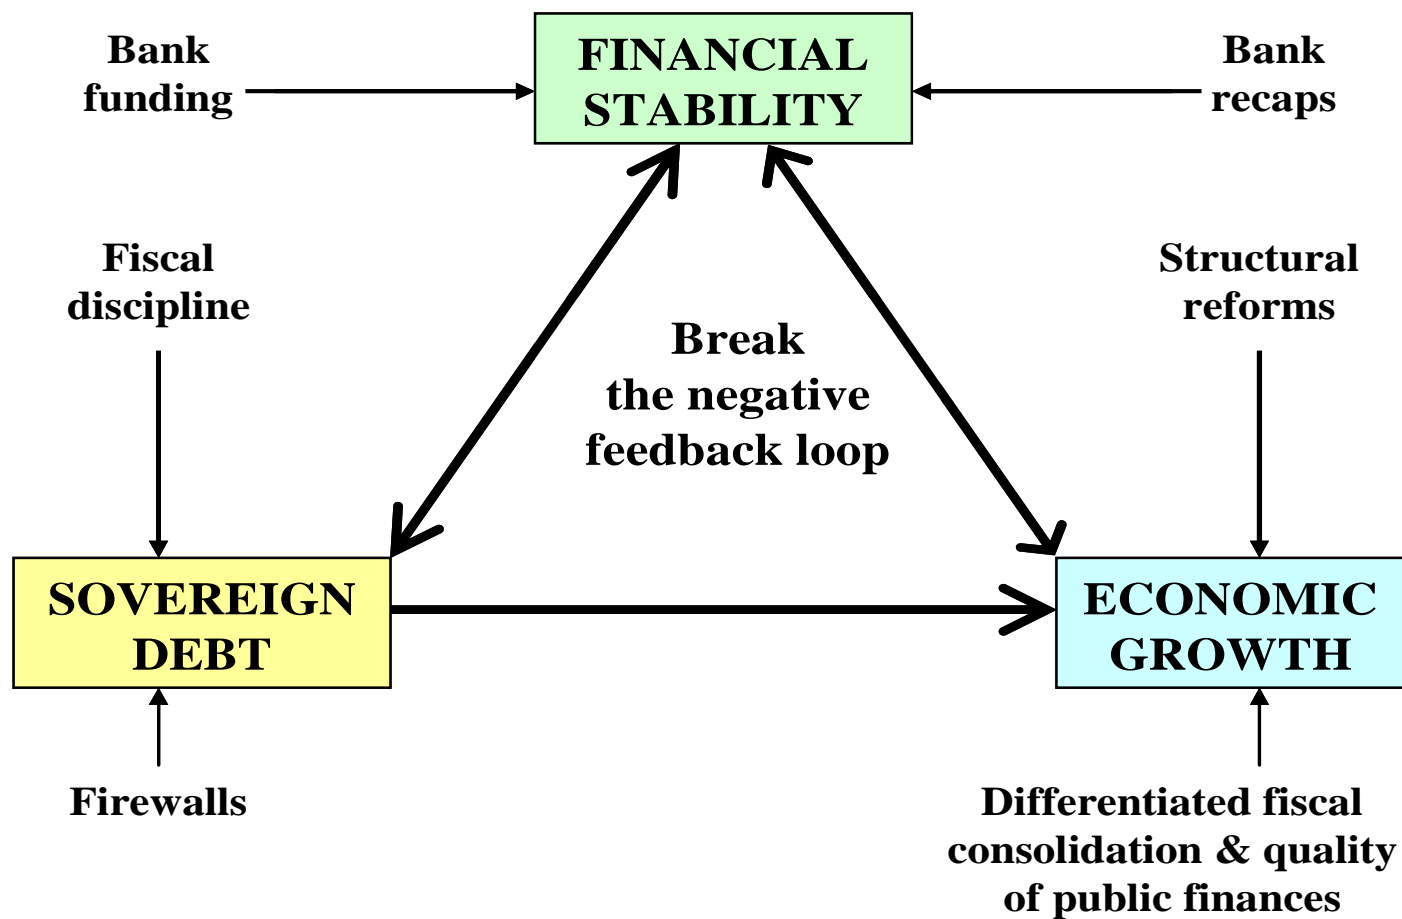 Bank
funding
FINANCIAL
STABILITY
Bank
recaps
Fiscal
discipline
Structural
reforms
Break
the negative
feedback loop
SOVEREIGN
DEBT
ECONOMIC
GROWTH
Firewalls
Differentiated fiscal
consolidation & quality
of public finances